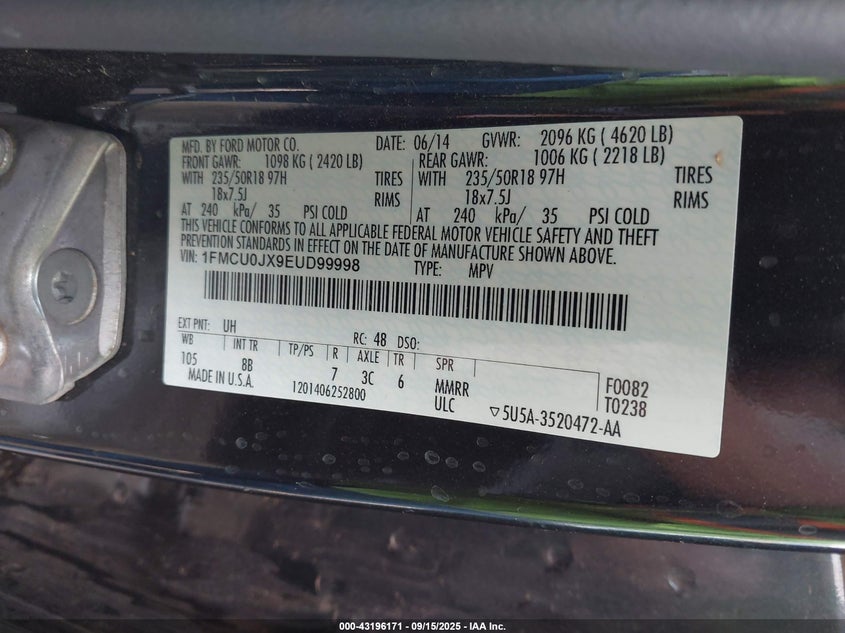 MFD. BY FORD MOTOR CO. DATE: 06/14 GVWR: 2096 KG ( 4620 LB)
FRONT GAWR: 1098 KG ( 2420 LB) REAR GAWR: 1006 KG ( 2218 LB)
WITH 235/50R18 97H TIRES WITH 235/50R18 97H TIRES
18x7.5J RIMS 18x7.5J RIMS
AT 240 kPa/ 35 PSI COLD AT 240 kPa/ 35 PSI COLD
THIS VEHICLE CONFORMS TO ALL APPLICABLE FEDERAL MOTOR VEHICLE SAFETY AND THEFT
PREVENTION STANDARDS IN EFFECT ON THE DATE OF MANUFACTURE SHOWN ABOVE.
VIN: 1FMCU0JX9EUD99998 TYPE: MPV
EXT PNT: UH RC: 48 DSO:
WB INT TR TP/PS R AXLE TR SPR
105 8B 7 3C 6 MMRR F0082
MADE IN U.S.A. 1201406252800 ULC T0238
▽5U5A-3520472-AA
000-43196171 - 09/15/2025 - IAA Inc.